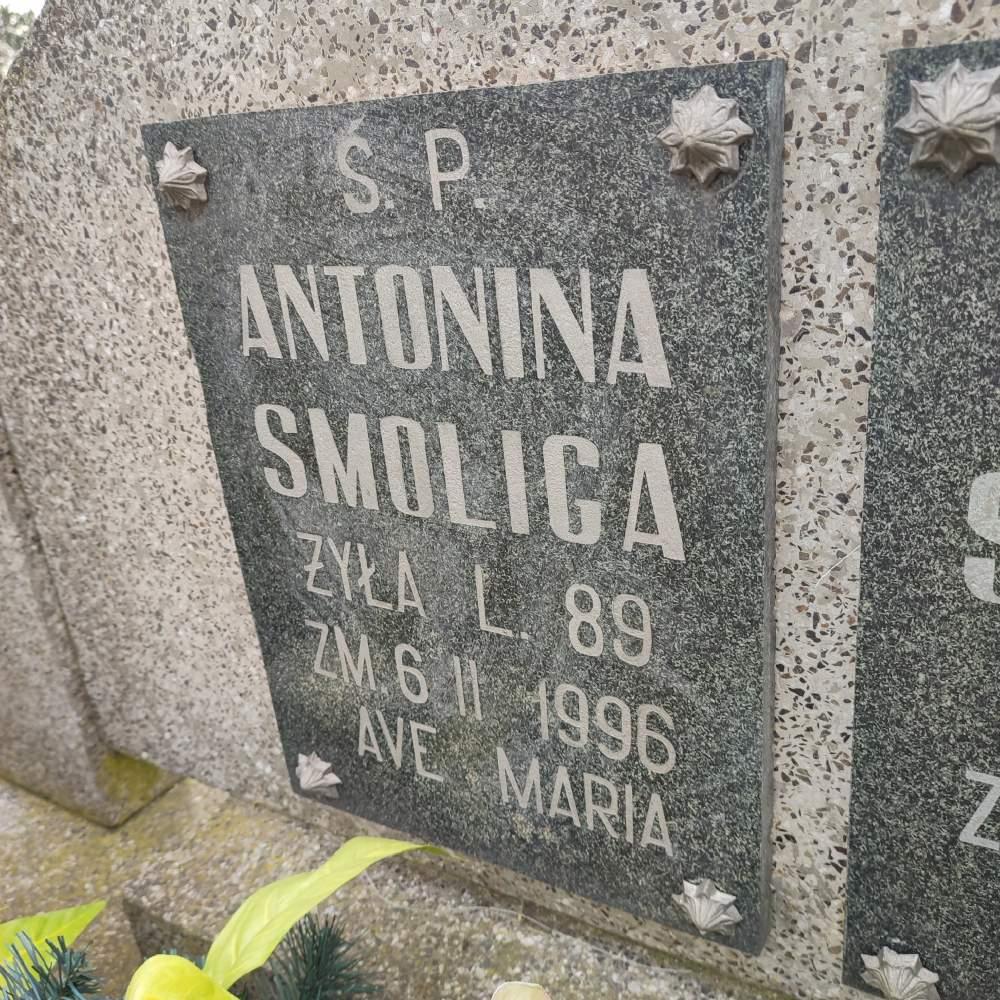 Ś. P.
ANTONINA
SMOLIGA
ŻYŁA L. 89
ZM. 6 II 1996
AVE MARIA